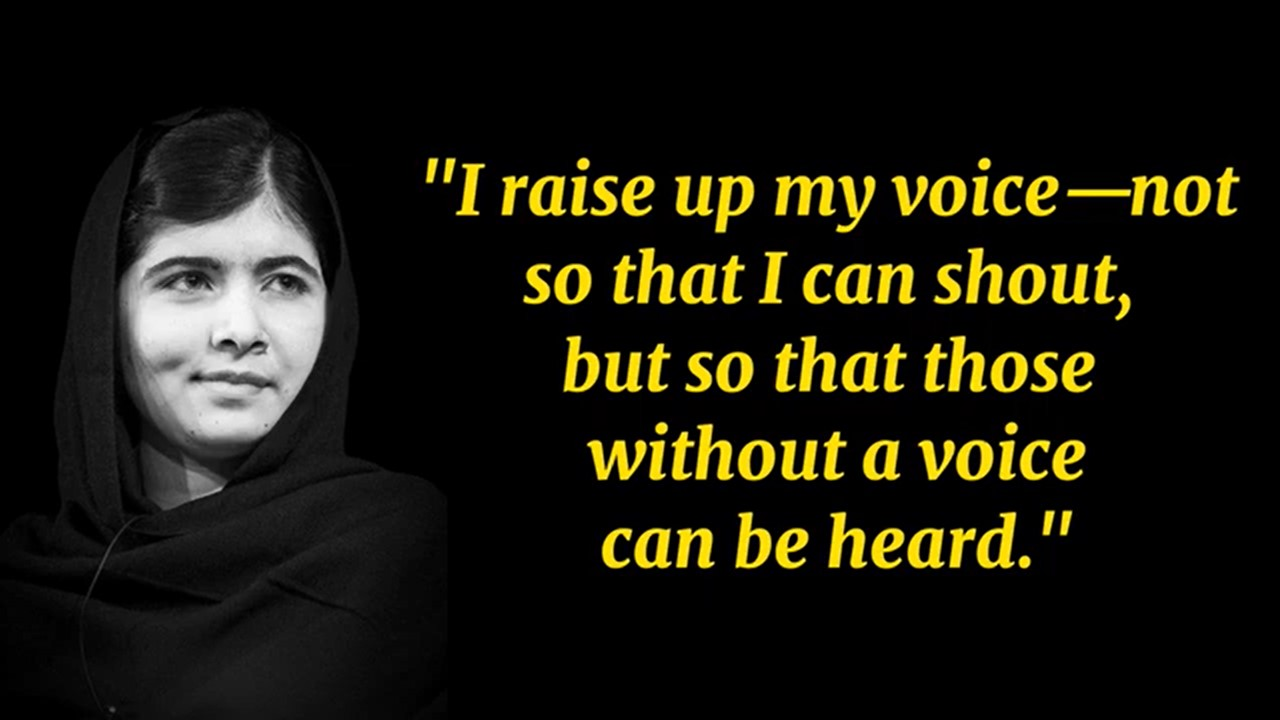 "I raise up my voice—not
so that I can shout,
but so that those
without a voice
can be heard."